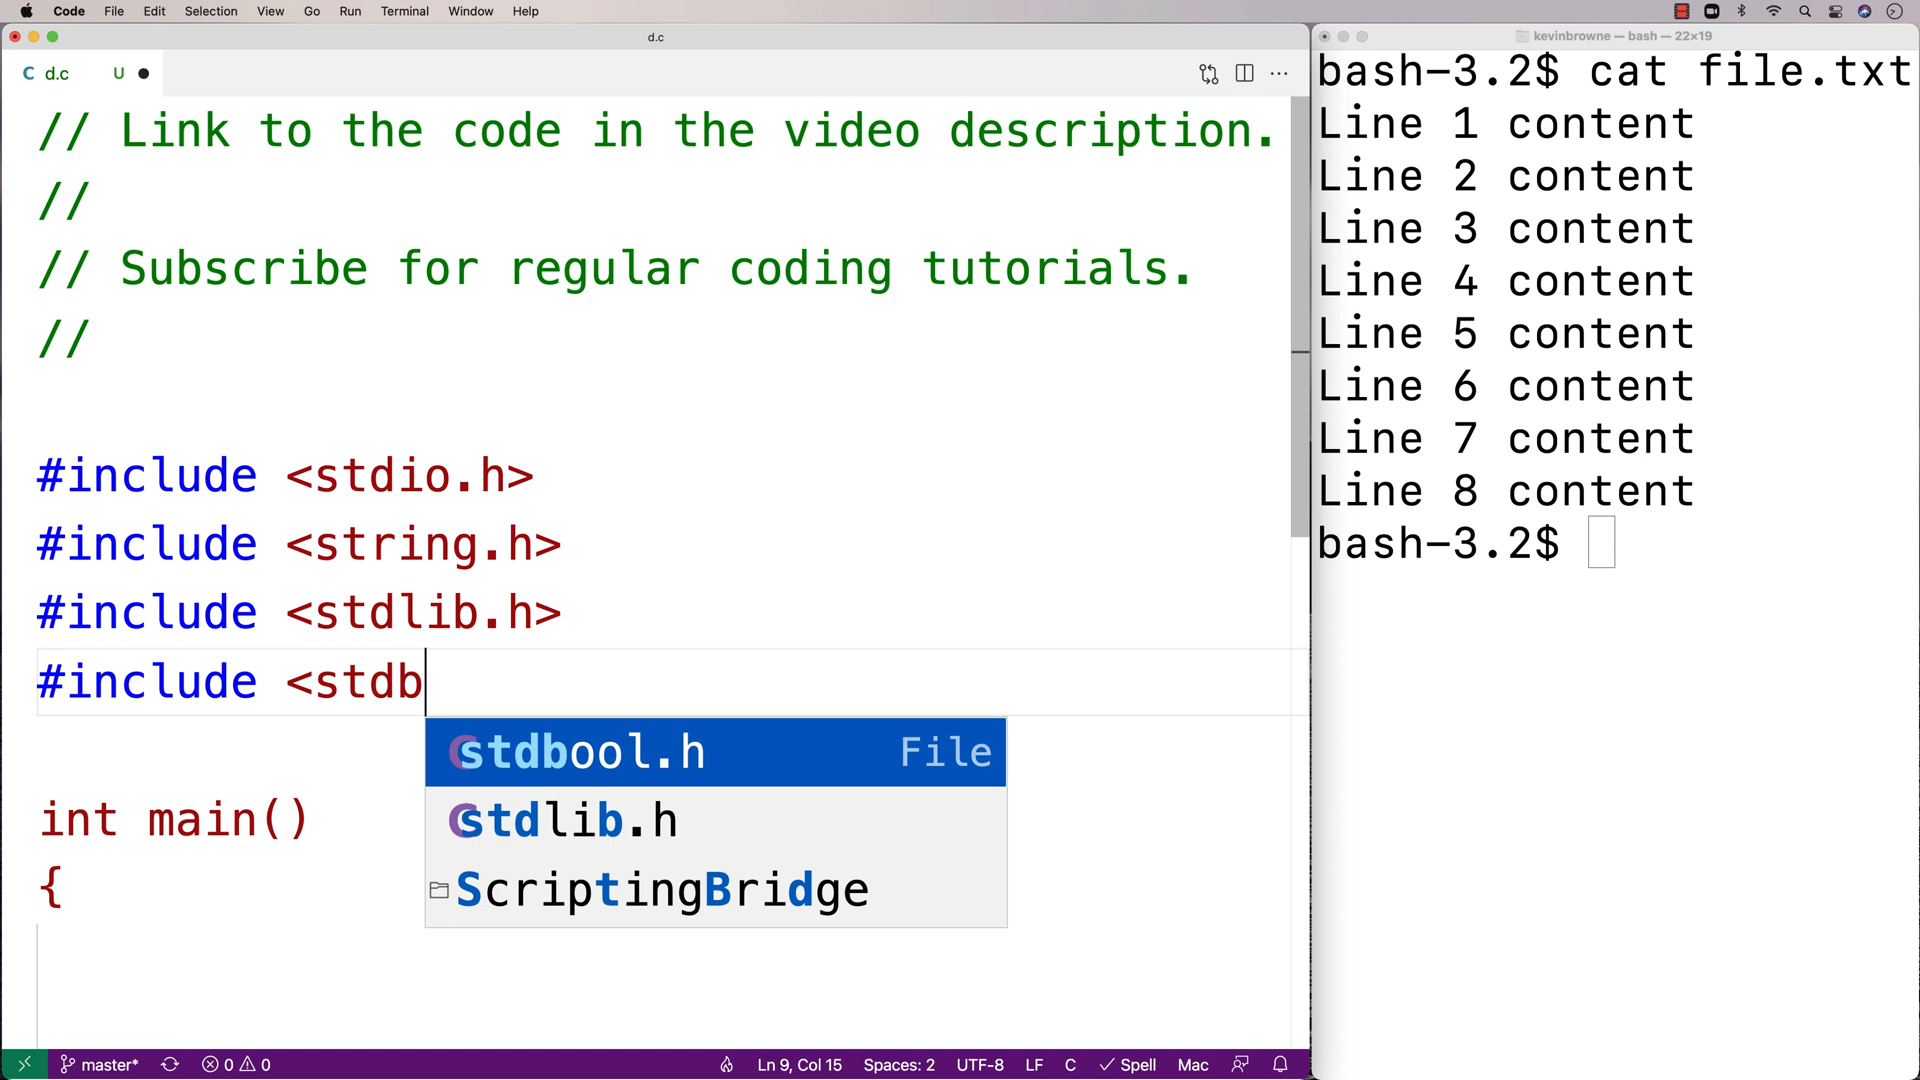 Code File Edit Selection View Go Run Terminal Window Help
d.c
C d.c U
// Link to the code in the video description.
//
// Subscribe for regular coding tutorials.
//
#include <stdio.h>
#include <string.h>
#include <stdlib.h>
#include <stdb
stdbool.h File
stdlib.h
ScriptingBridge
int main()
{
master* 0 0 Ln 9, Col 15 Spaces: 2 UTF-8 LF C Spell Mac
kevinbrowne — bash — 22×19
bash-3.2$ cat file.txt
Line 1 content
Line 2 content
Line 3 content
Line 4 content
Line 5 content
Line 6 content
Line 7 content
Line 8 content
bash-3.2$